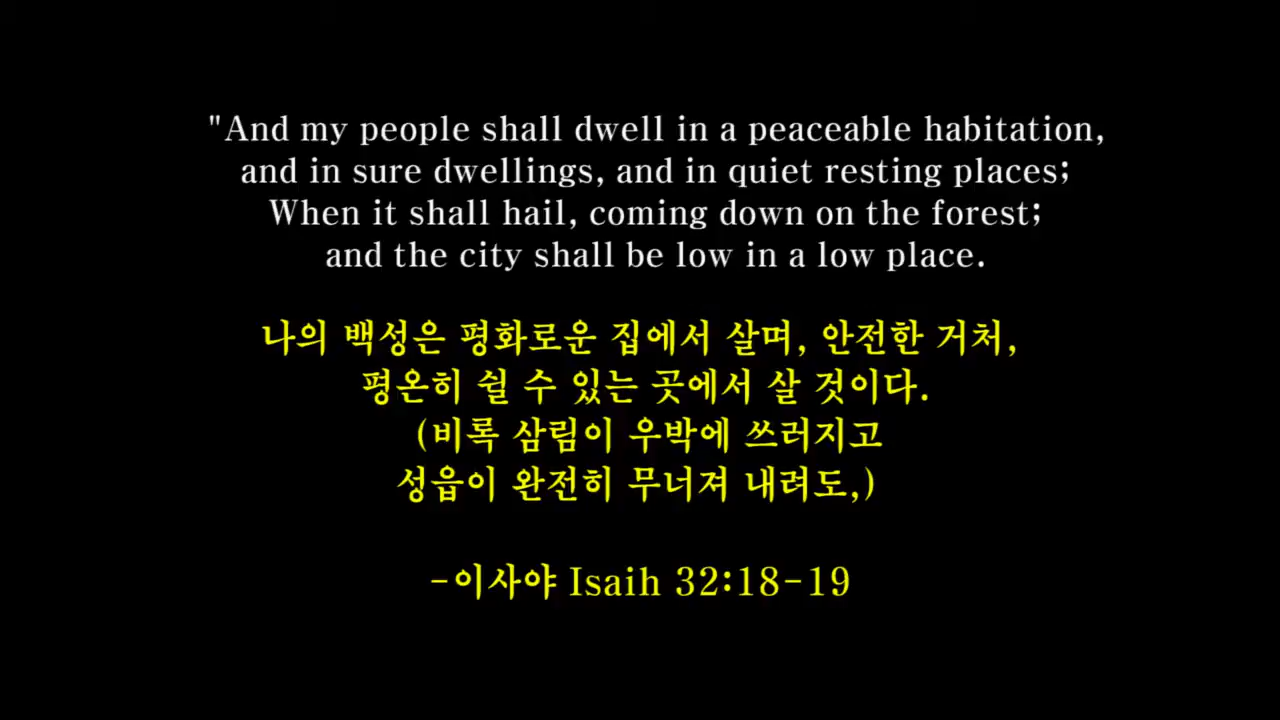 "And my people shall dwell in a peaceable habitation,
and in sure dwellings, and in quiet resting places;
When it shall hail, coming down on the forest;
and the city shall be low in a low place.
나의 백성은 평화로운 집에서 살며, 안전한 거처,
평온히 쉴 수 있는 곳에서 살 것이다.
(비록 삼림이 우박에 쓰러지고
성읍이 완전히 무너져 내려도,)
-이사야 Isaih 32:18-19